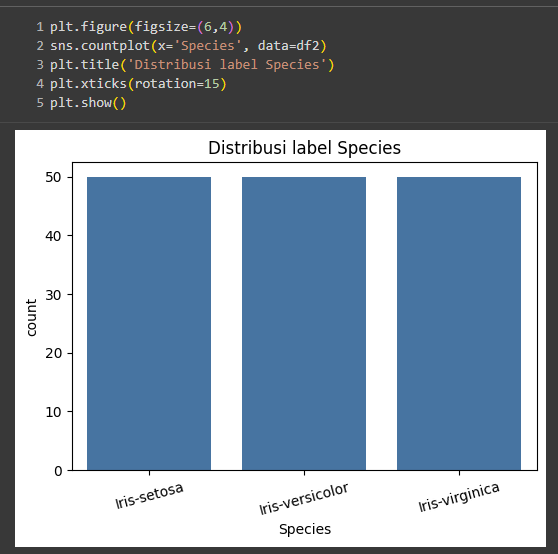 1 plt.figure(figsize=(6,4))
2 sns.countplot(x='Species', data=df2)
3 plt.title('Distribusi label Species')
4 plt.xticks(rotation=15)
5 plt.show()
Distribusi label Species
50
40
30
20
10
0
count
Iris-setosa Iris-versicolor Iris-virginica
Species